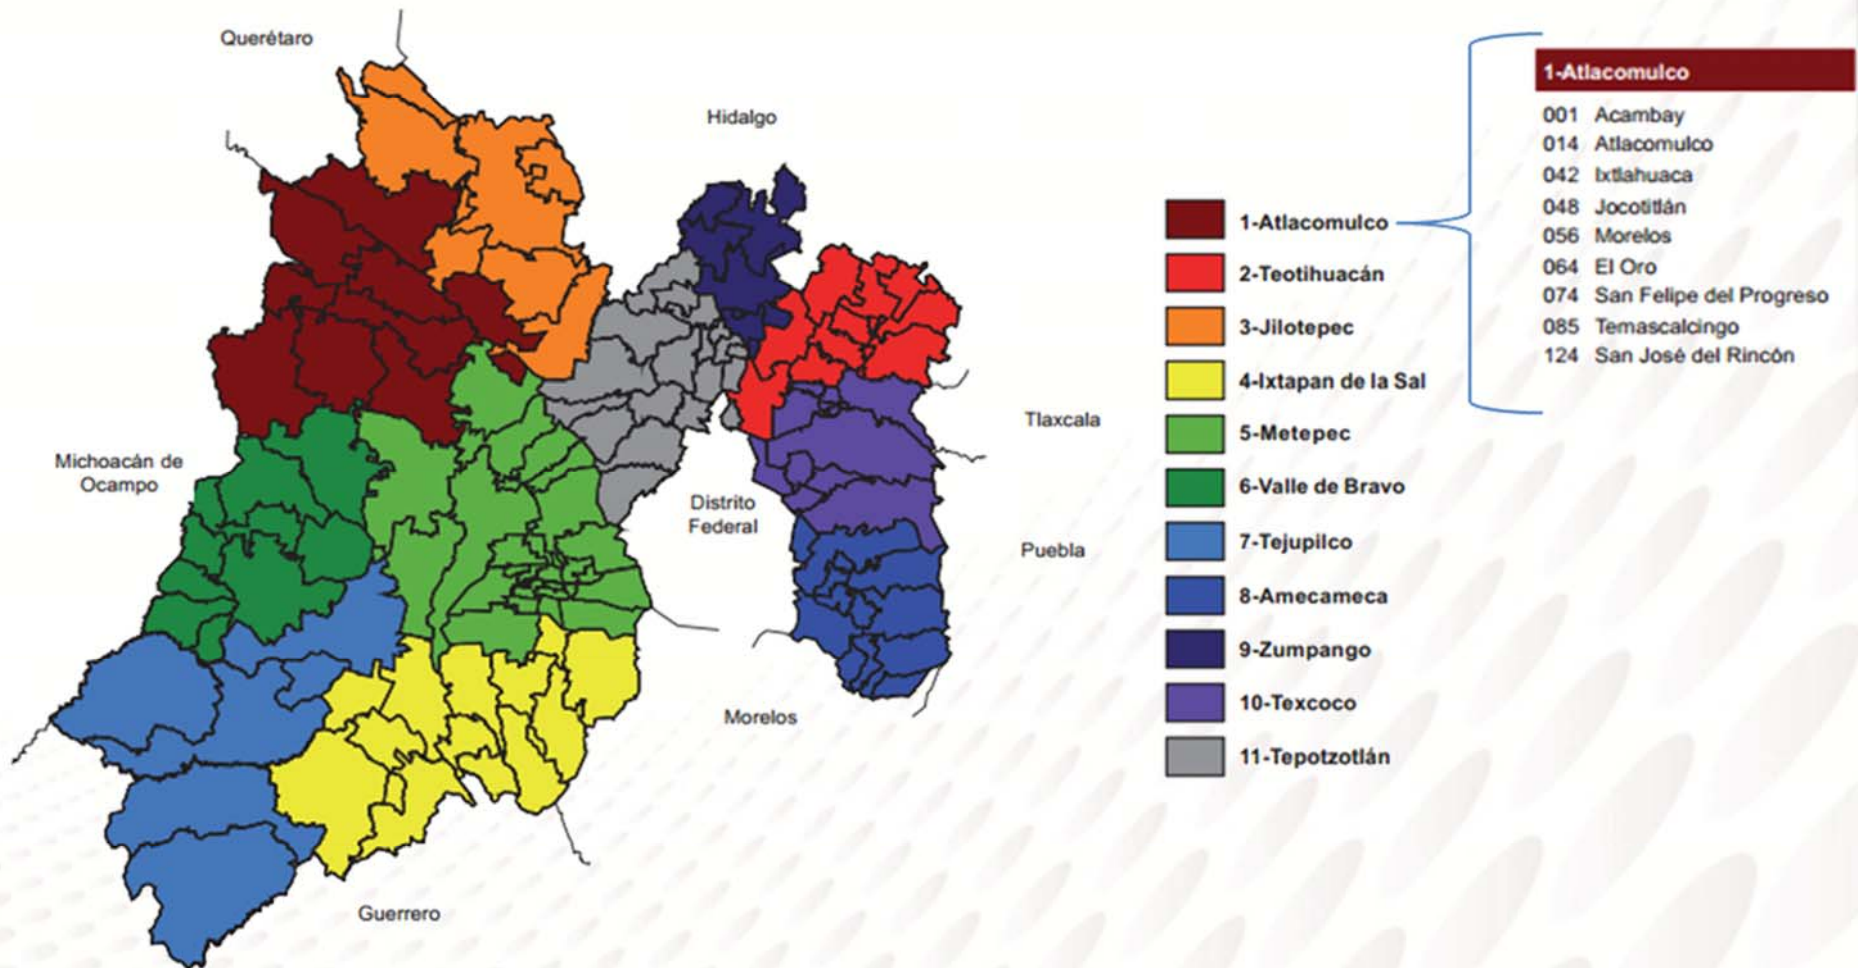 Querétaro
Hidalgo
Michoacán de
Ocampo
Distrito
Federal
Tlaxcala
Puebla
Morelos
Guerrero
1-Atlacomulco
2-Teotihuacán
3-Jilotepec
4-Ixtapan de la Sal
5-Metepec
6-Valle de Bravo
7-Tejupilco
8-Amecameca
9-Zumpango
10-Texcoco
11-Tepotzotlán
1-Atlacomulco
001 Acambay
014 Atlacomulco
042 Ixtlahuaca
048 Jocotitlán
056 Morelos
064 El Oro
074 San Felipe del Progreso
085 Temascalcingo
124 San José del Rincón